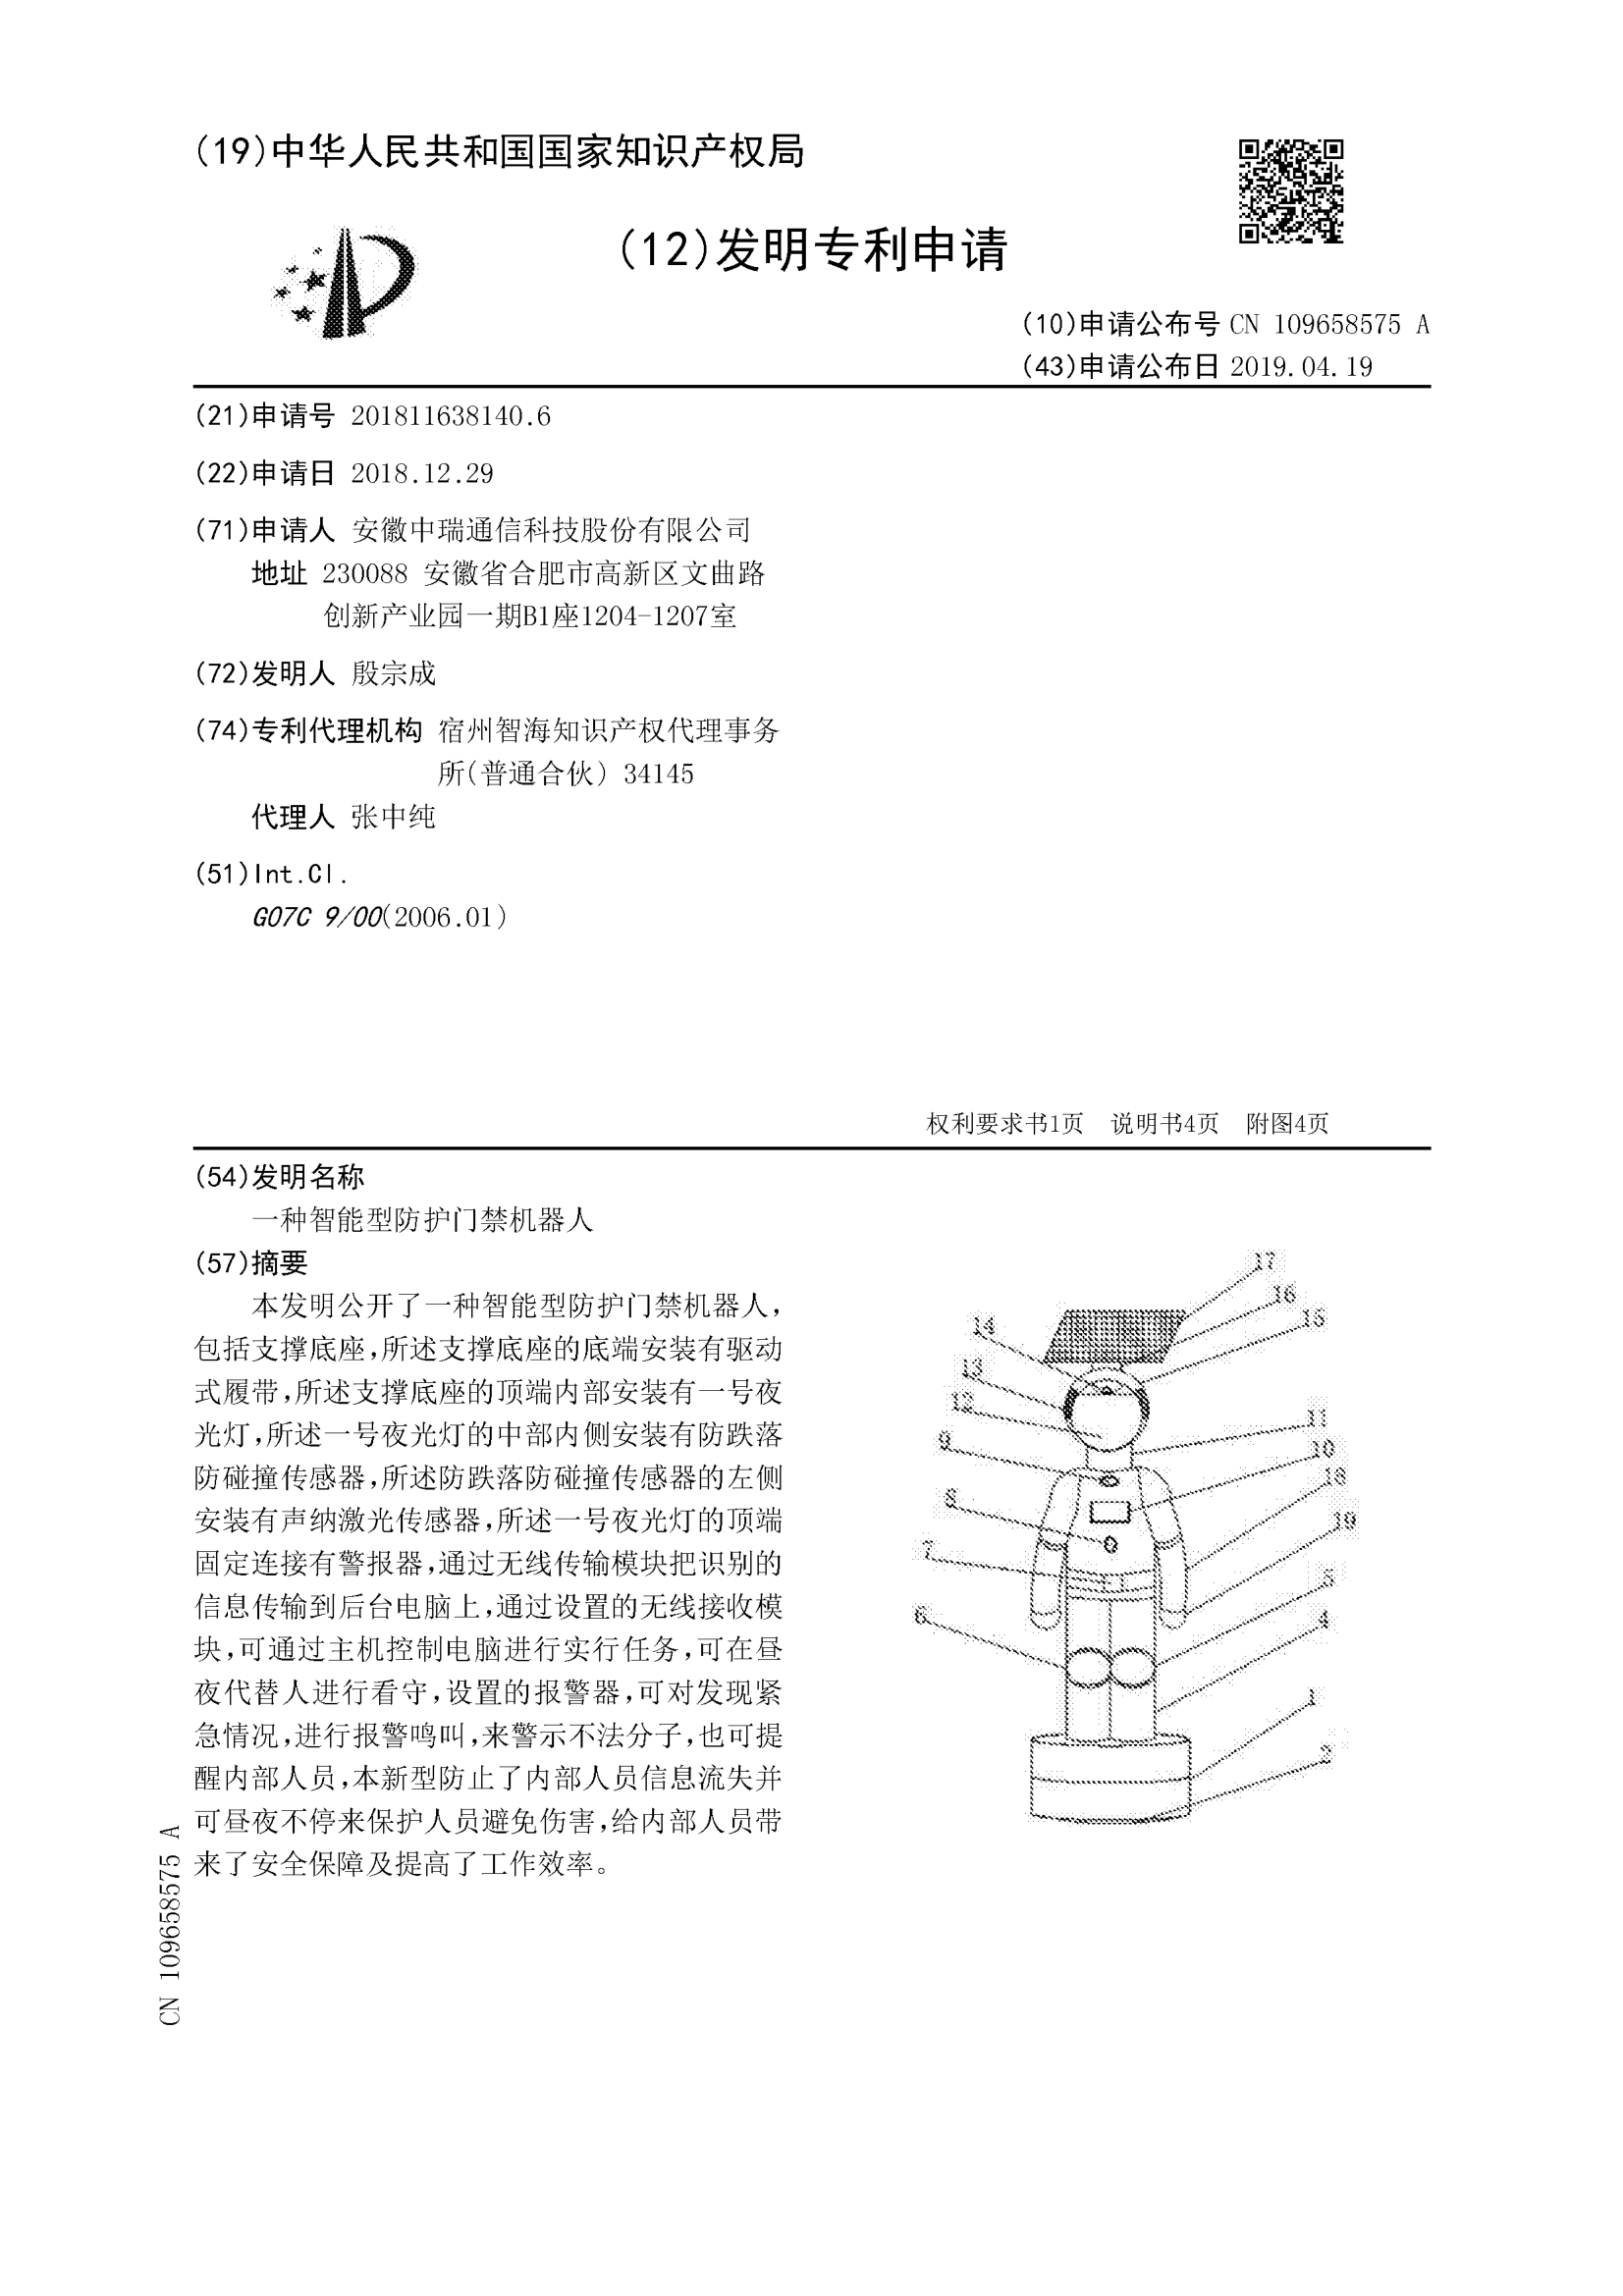 (19)中华人民共和国国家知识产权局
(12)发明专利申请
(10)申请公布号 CN 109658575 A
(43)申请公布日 2019.04.19
(21)申请号 201811638140.6
(22)申请日 2018.12.29
(71)申请人 安徽中瑞通信科技股份有限公司
地址 230088 安徽省合肥市高新区文曲路
创新产业园一期B1座1204-1207室
(72)发明人 殷宗成
(74)专利代理机构 宿州智海知识产权代理事务
所(普通合伙) 34145
代理人 张中纯
(51)Int.Cl.
G07C 9/00(2006.01)
权利要求书1页 说明书4页 附图4页
(54)发明名称
一种智能型防护门禁机器人
(57)摘要
本发明公开了一种智能型防护门禁机器人，
包括支撑底座,所述支撑底座的底端安装有驱动
式履带,所述支撑底座的顶端内部安装有一号夜
光灯,所述一号夜光灯的中部内侧安装有防跌落
防碰撞传感器,所述防跌落防碰撞传感器的左侧
安装有声纳激光传感器,所述一号夜光灯的顶端
固定连接有警报器,通过无线传输模块把识别的
信息传输到后台电脑上,通过设置的无线接收模
块,可通过主机控制电脑进行实行任务,可在昼
夜代替人进行看守,设置的报警器,可对发现紧
急情况,进行报警鸣叫,来警示不法分子,也可提
醒内部人员,本新型防止了内部人员信息流失并
可昼夜不停来保护人员避免伤害,给内部人员带
来了安全保障及提高了工作效率。
17
16
15
14
13
12
11
9
10
18
8
19
7
5
6
4
1
2
CN 109658575 A